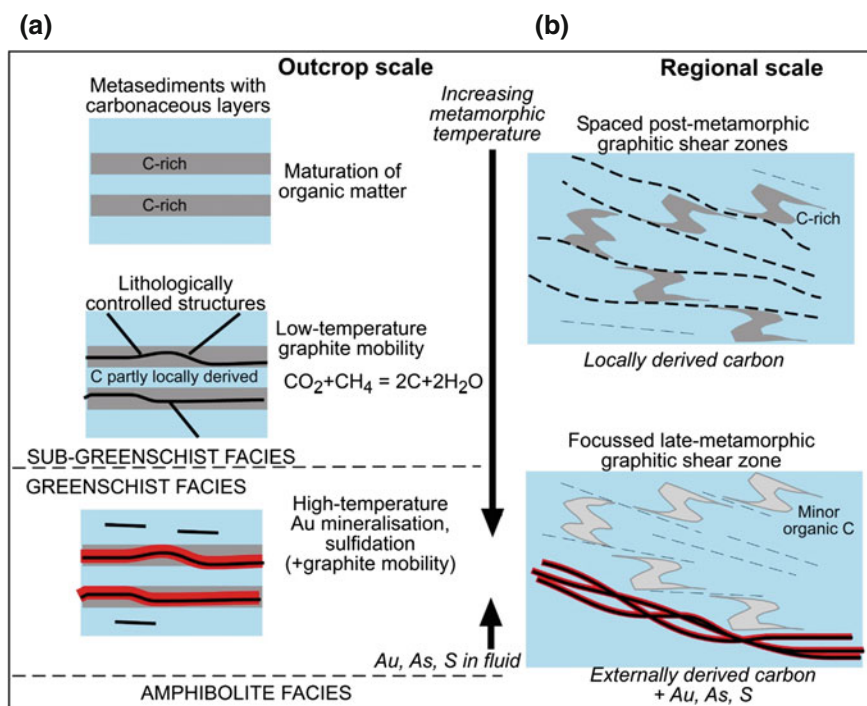 (a)
Outcrop scale
Metasediments with
carbonaceous layers
C-rich
C-rich
Maturation of
organic matter
Lithologically
controlled structures
C partly locally derived
Low-temperature
graphite mobility
CO₂+CH₄ = 2C+2H₂O
SUB-GREENSCHIST FACIES
GREENSCHIST FACIES
High-temperature
Au mineralisation,
sulfidation
(+graphite mobility)
Increasing
metamorphic
temperature
Au, As, S in fluid
AMPHIBOLITE FACIES
(b)
Regional scale
Spaced post-metamorphic
graphitic shear zones
C-rich
Locally derived carbon
Focussed late-metamorphic
graphitic shear zone
Minor
organic C
Externally derived carbon
+ Au, As, S